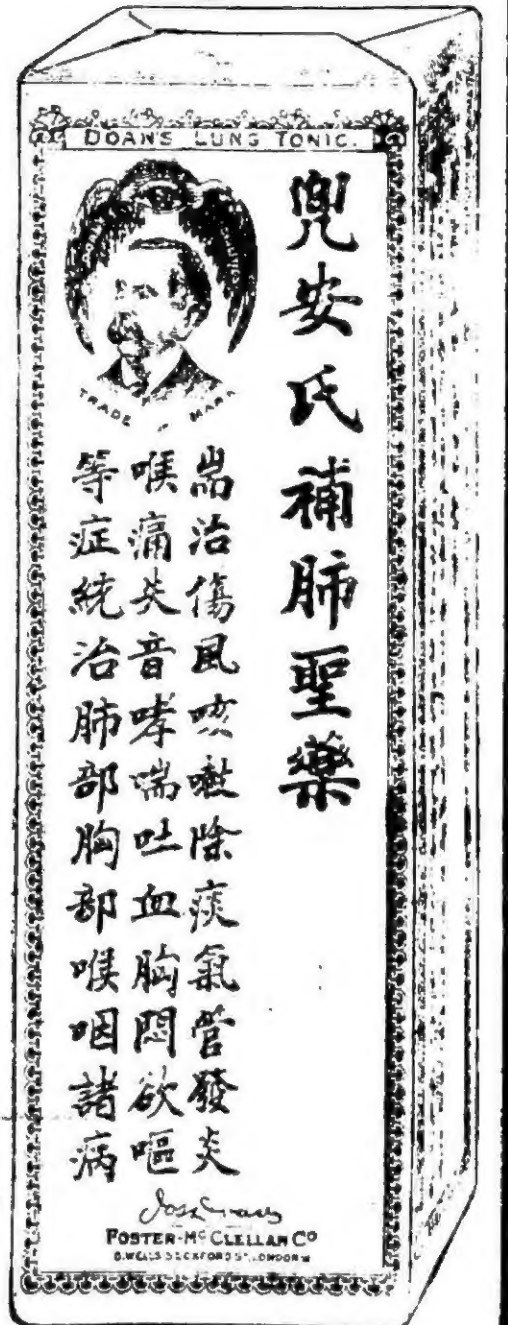 DOAN'S LUNG TONIC.
TRADE MARK
兜安氏補肺聖藥
耑治傷風咳嗽除痰氣管發炎
喉痛失音哮喘吐血胸悶欲嘔
等症統治肺部胸部喉咽諸病
FOSTER-McCLELLAN Co